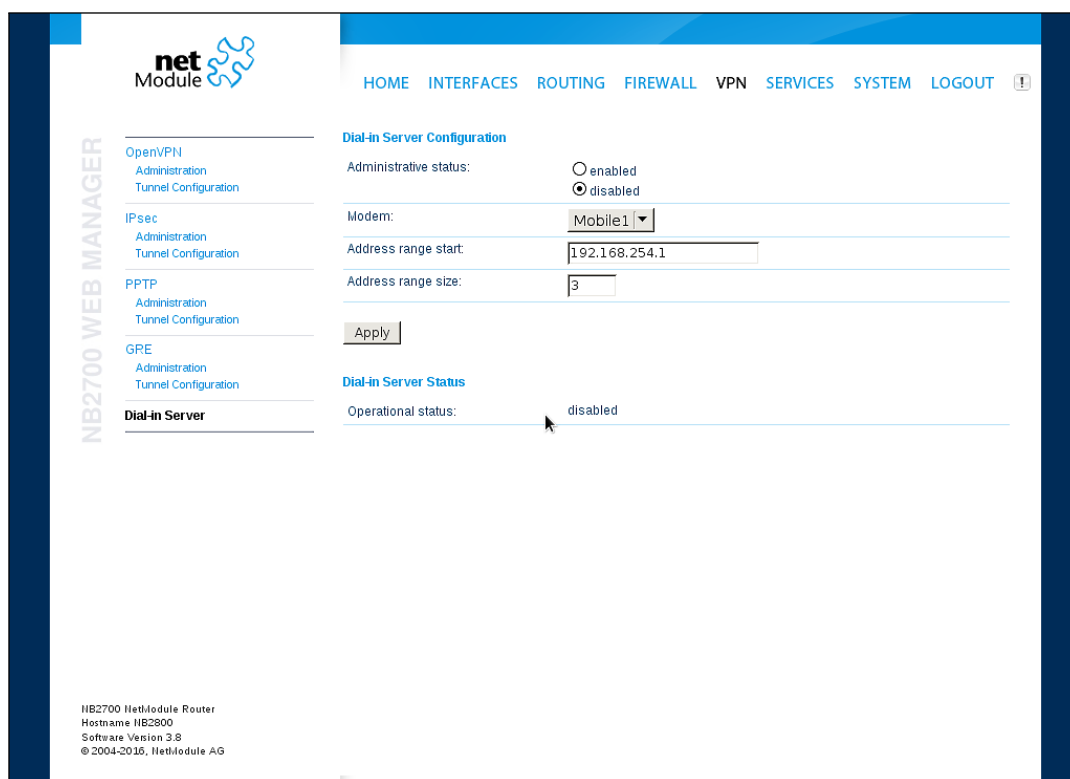 net
Module
HOME INTERFACES ROUTING FIREWALL VPN SERVICES SYSTEM LOGOUT !
NB2700 WEB MANAGER
OpenVPN
Administration
Tunnel Configuration
IPsec
Administration
Tunnel Configuration
PPTP
Administration
Tunnel Configuration
GRE
Administration
Tunnel Configuration
Dial-in Server
Dial-in Server Configuration
Administrative status:
enabled
disabled
Modem: Mobile1
Address range start: 192.168.254.1
Address range size: 3
Apply
Dial-in Server Status
Operational status: disabled
NB2700 NetModule Router
Hostname NB2800
Software Version 3.8
© 2004-2016, NetModule AG